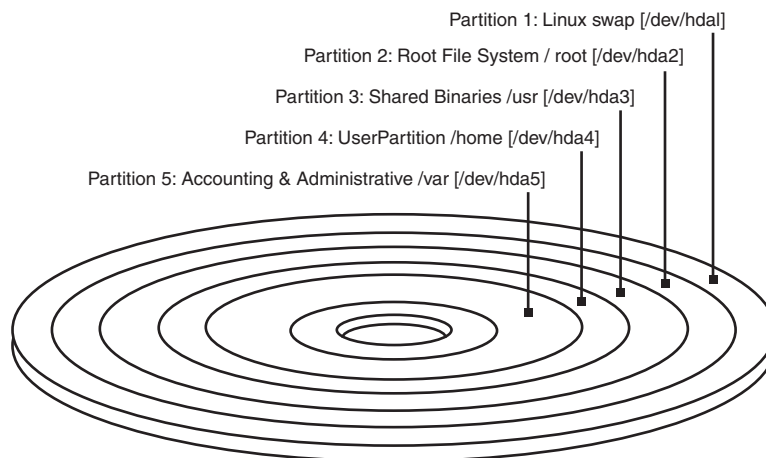 Partition 1: Linux swap [/dev/hdal]
Partition 2: Root File System / root [/dev/hda2]
Partition 3: Shared Binaries /usr [/dev/hda3]
Partition 4: UserPartition /home [/dev/hda4]
Partition 5: Accounting & Administrative /var [/dev/hda5]